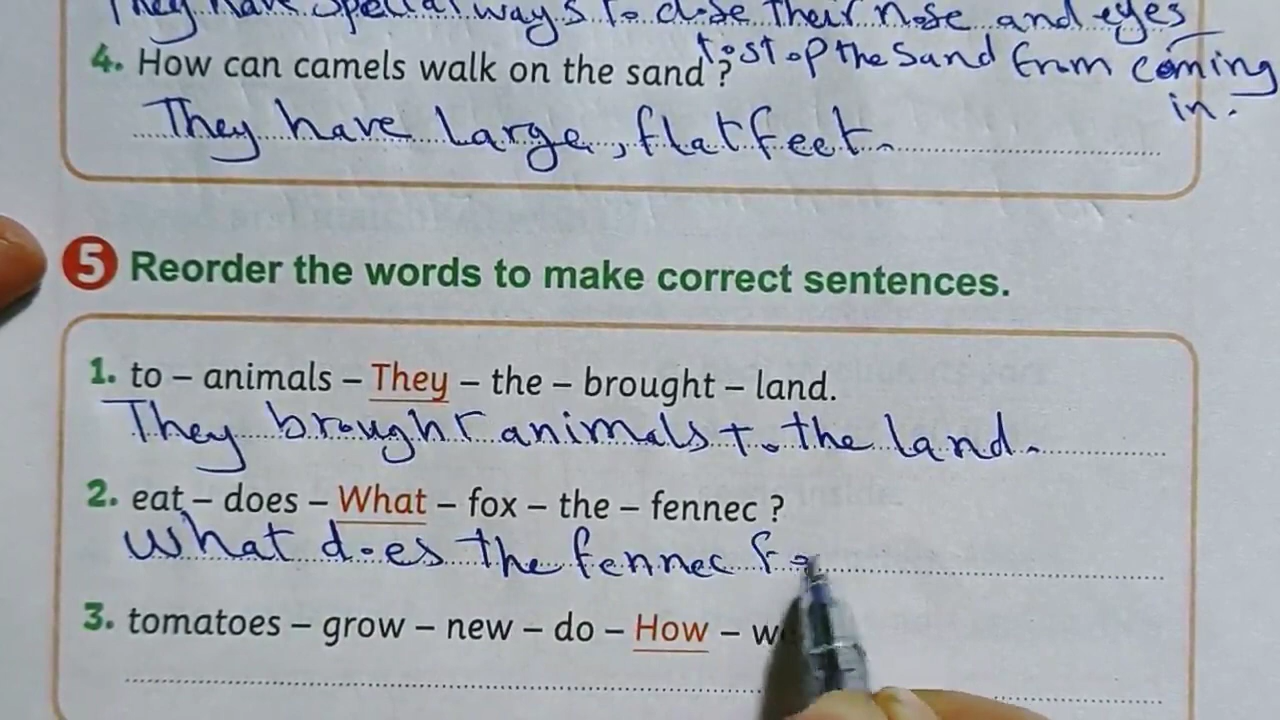 They have special ways to close their nose and eyes
to stop the sand from coming
in.
4. How can camels walk on the sand ?
They have large, flat feet.
5 Reorder the words to make correct sentences.
1. to – animals – They – the – brought – land.
They brought animals to the land.
2. eat – does – What – fox – the – fennec ?
What does the fennec fo
3. tomatoes – grow – new – do – How –